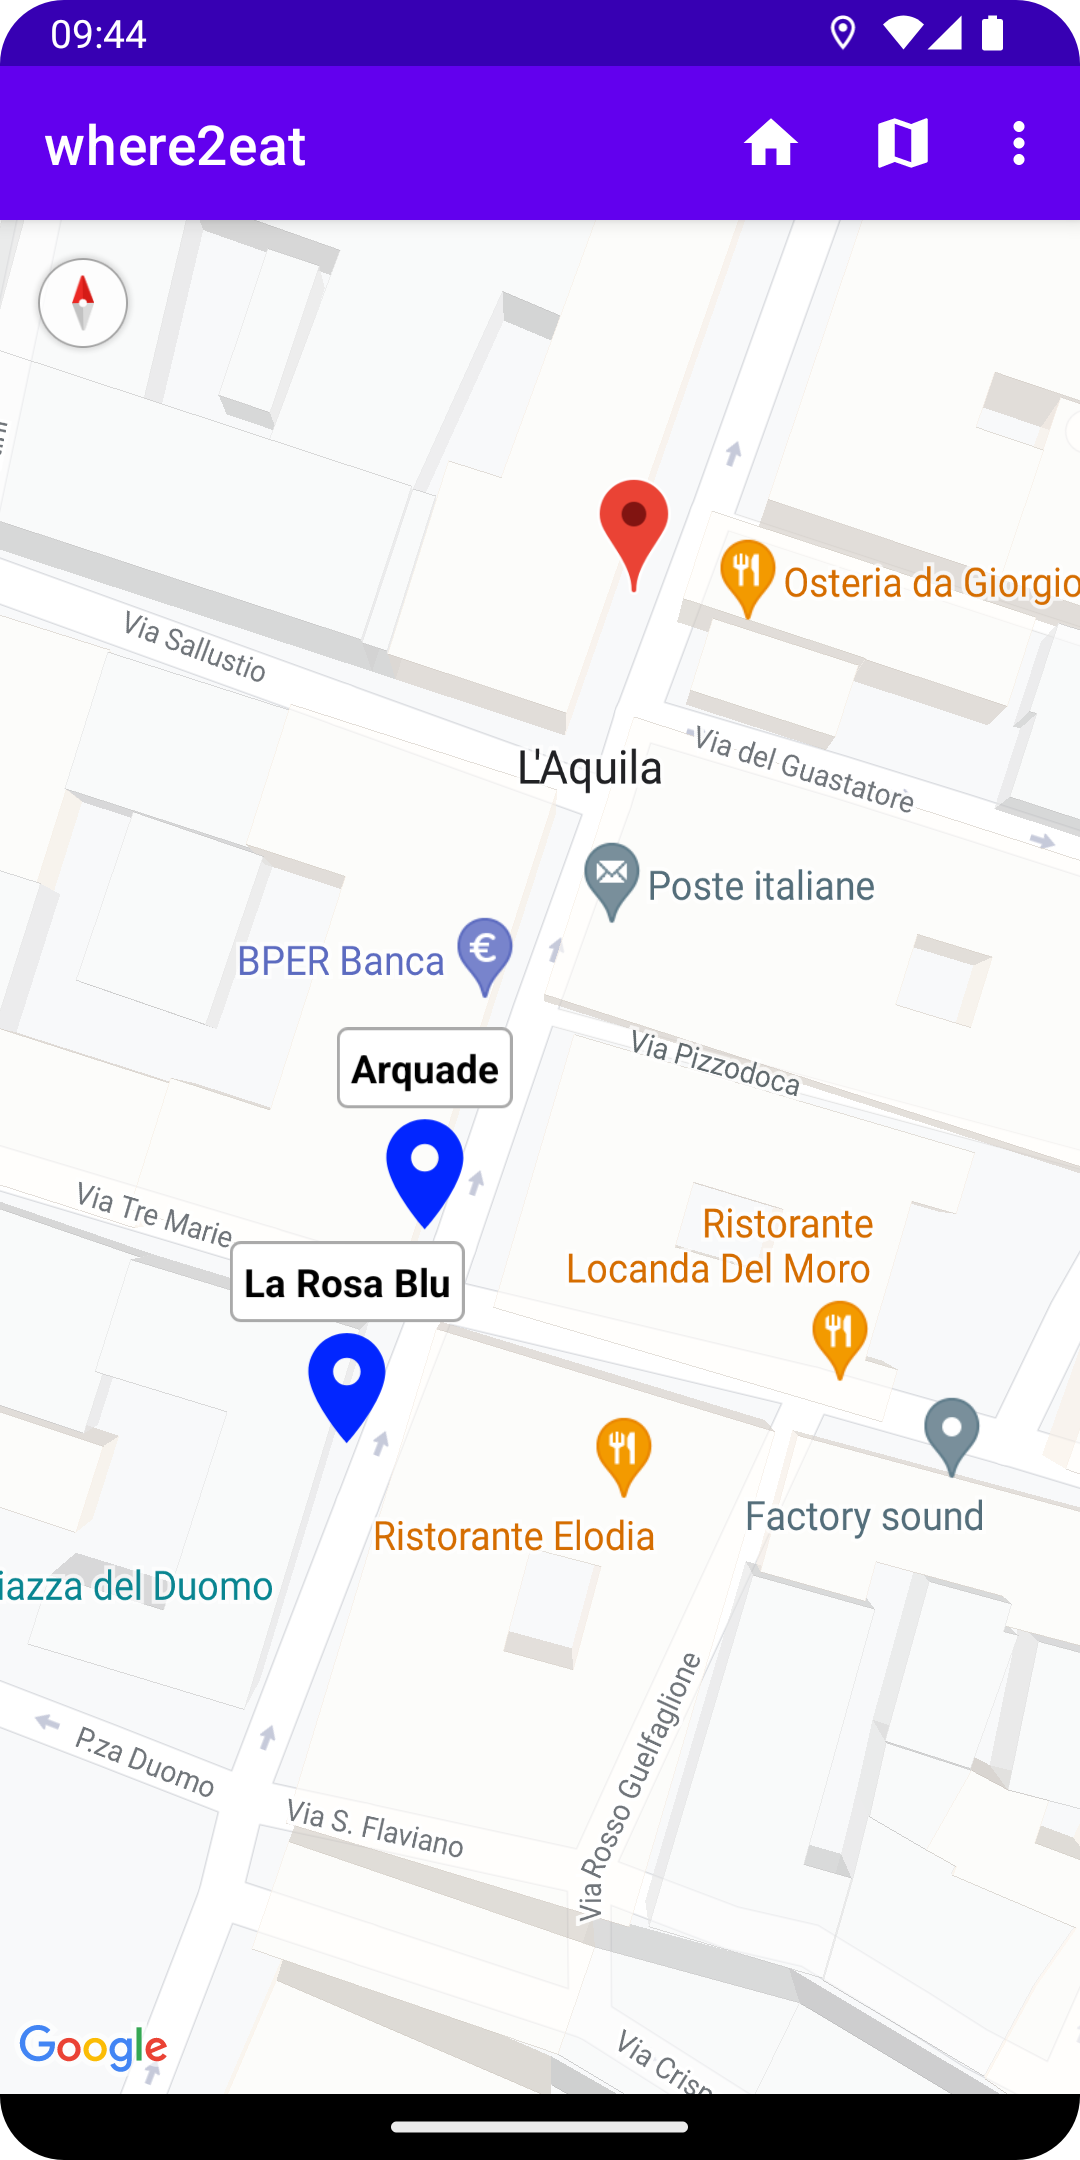 09:44
where2eat
Via Sallustio
Osteria da Giorgio
L'Aquila
Via del Guastatore
Poste italiane
BPER Banca
Via Pizzodoca
Arquade
Via Tre Marie
Ristorante
Locanda Del Moro
La Rosa Blu
Factory sound
Ristorante Elodia
iazza del Duomo
P.za Duomo
Via S. Flaviano
Via Rosso Guelfaglione
Via Crisp
Google